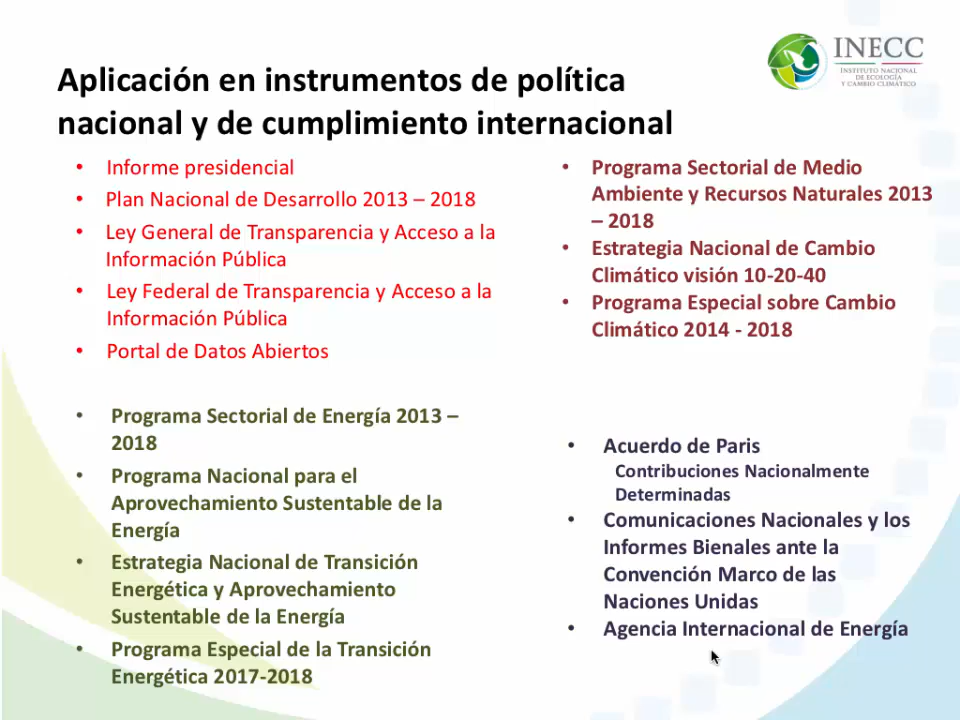 INECC
INSTITUTO NACIONAL
DE ECOLOGÍA
Y CAMBIO CLIMÁTICO
Aplicación en instrumentos de política
nacional y de cumplimiento internacional
• Informe presidencial
• Plan Nacional de Desarrollo 2013 – 2018
• Ley General de Transparencia y Acceso a la
Información Pública
• Ley Federal de Transparencia y Acceso a la
Información Pública
• Portal de Datos Abiertos
• Programa Sectorial de Medio
Ambiente y Recursos Naturales 2013
– 2018
• Estrategia Nacional de Cambio
Climático visión 10-20-40
• Programa Especial sobre Cambio
Climático 2014 - 2018
• Programa Sectorial de Energía 2013 –
2018
• Programa Nacional para el
Aprovechamiento Sustentable de la
Energía
• Estrategia Nacional de Transición
Energética y Aprovechamiento
Sustentable de la Energía
• Programa Especial de la Transición
Energética 2017-2018
• Acuerdo de Paris
Contribuciones Nacionalmente
Determinadas
• Comunicaciones Nacionales y los
Informes Bienales ante la
Convención Marco de las
Naciones Unidas
• Agencia Internacional de Energía